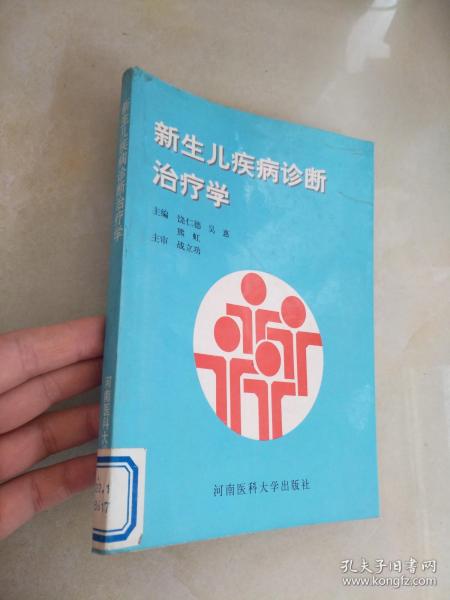 新生儿疾病诊断
治疗学
主编 饶仁德 吴惠
熊虹
主审 战立功
河南医科大学出版社
新生儿疾病诊断治疗学
河南医科大
孔夫子旧书网
www.kongfz.com